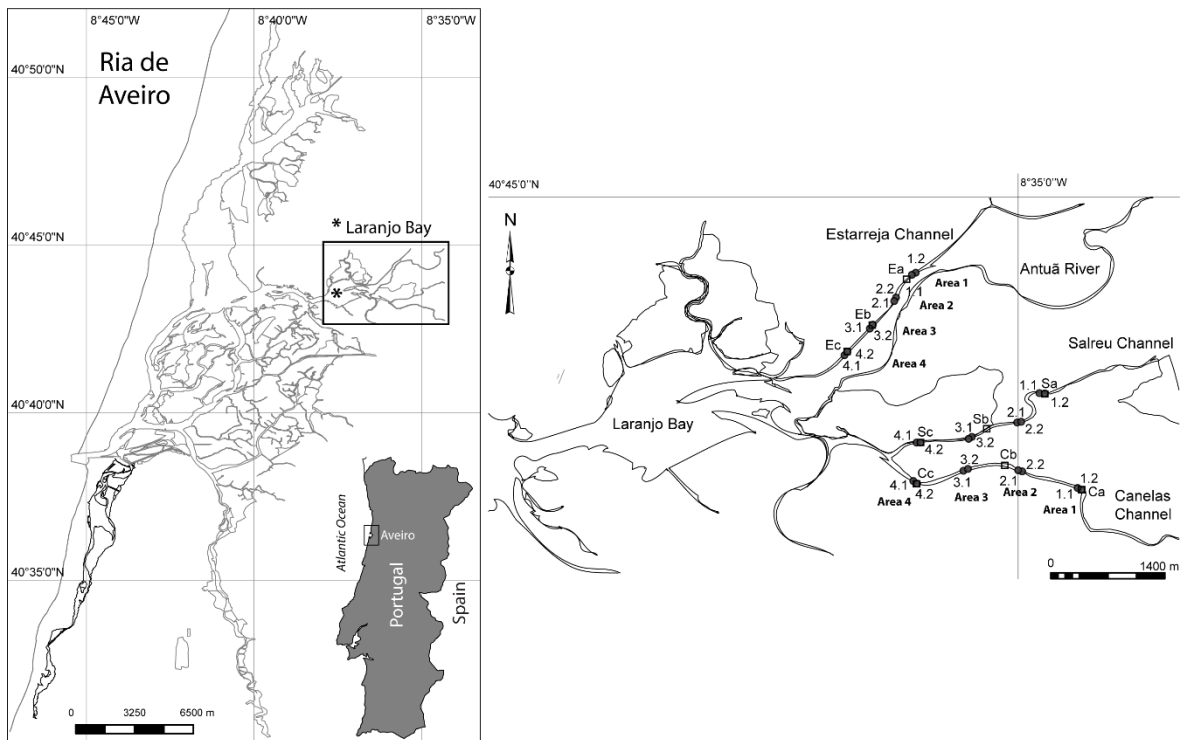 8°45'0"W
8°40'0"W
8°35'0"W
Ria de
Aveiro
40°50'0"N
* Laranjo Bay
40°45'0"N
*
40°40'0"N
40°35'0"N
Atlantic Ocean
Aveiro
Portugal
Spain
0 3250 6500 m
40°45'0''N
8°35'0''W
N
Estarreja Channel
1.2
Ea
Antuã River
1.1
Area 1
2.2
2.1
Area 2
Eb
3.1
3.2
Area 3
Ec
4.2
4.1
Area 4
Salreu Channel
1.1
Sa
1.2
Laranjo Bay
Sb
2.1
2.2
3.1
3.2
4.1
Sc
4.2
Cb
3.2
2.2
Cc
3.1
2.1
1.2
4.1
4.2
1.1
Ca
Area 4
Area 3
Area 2
Area 1
Canelas
Channel
0 1400 m